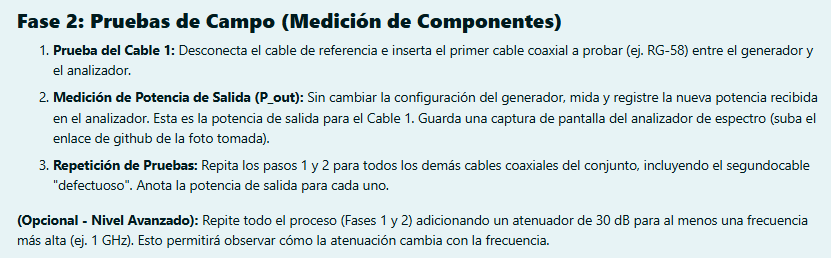 Fase 2: Pruebas de Campo (Medición de Componentes)
1. Prueba del Cable 1: Desconecta el cable de referencia e inserta el primer cable coaxial a probar (ej. RG-58) entre el generador y
el analizador.
2. Medición de Potencia de Salida (P_out): Sin cambiar la configuración del generador, mida y registre la nueva potencia recibida
en el analizador. Esta es la potencia de salida para el Cable 1. Guarda una captura de pantalla del analizador de espectro (suba el
enlace de github de la foto tomada).
3. Repetición de Pruebas: Repita los pasos 1 y 2 para todos los demás cables coaxiales del conjunto, incluyendo el segundocable
"defectuoso". Anota la potencia de salida para cada uno.
(Opcional - Nivel Avanzado): Repite todo el proceso (Fases 1 y 2) adicionando un atenuador de 30 dB para al menos una frecuencia
más alta (ej. 1 GHz). Esto permitirá observar cómo la atenuación cambia con la frecuencia.